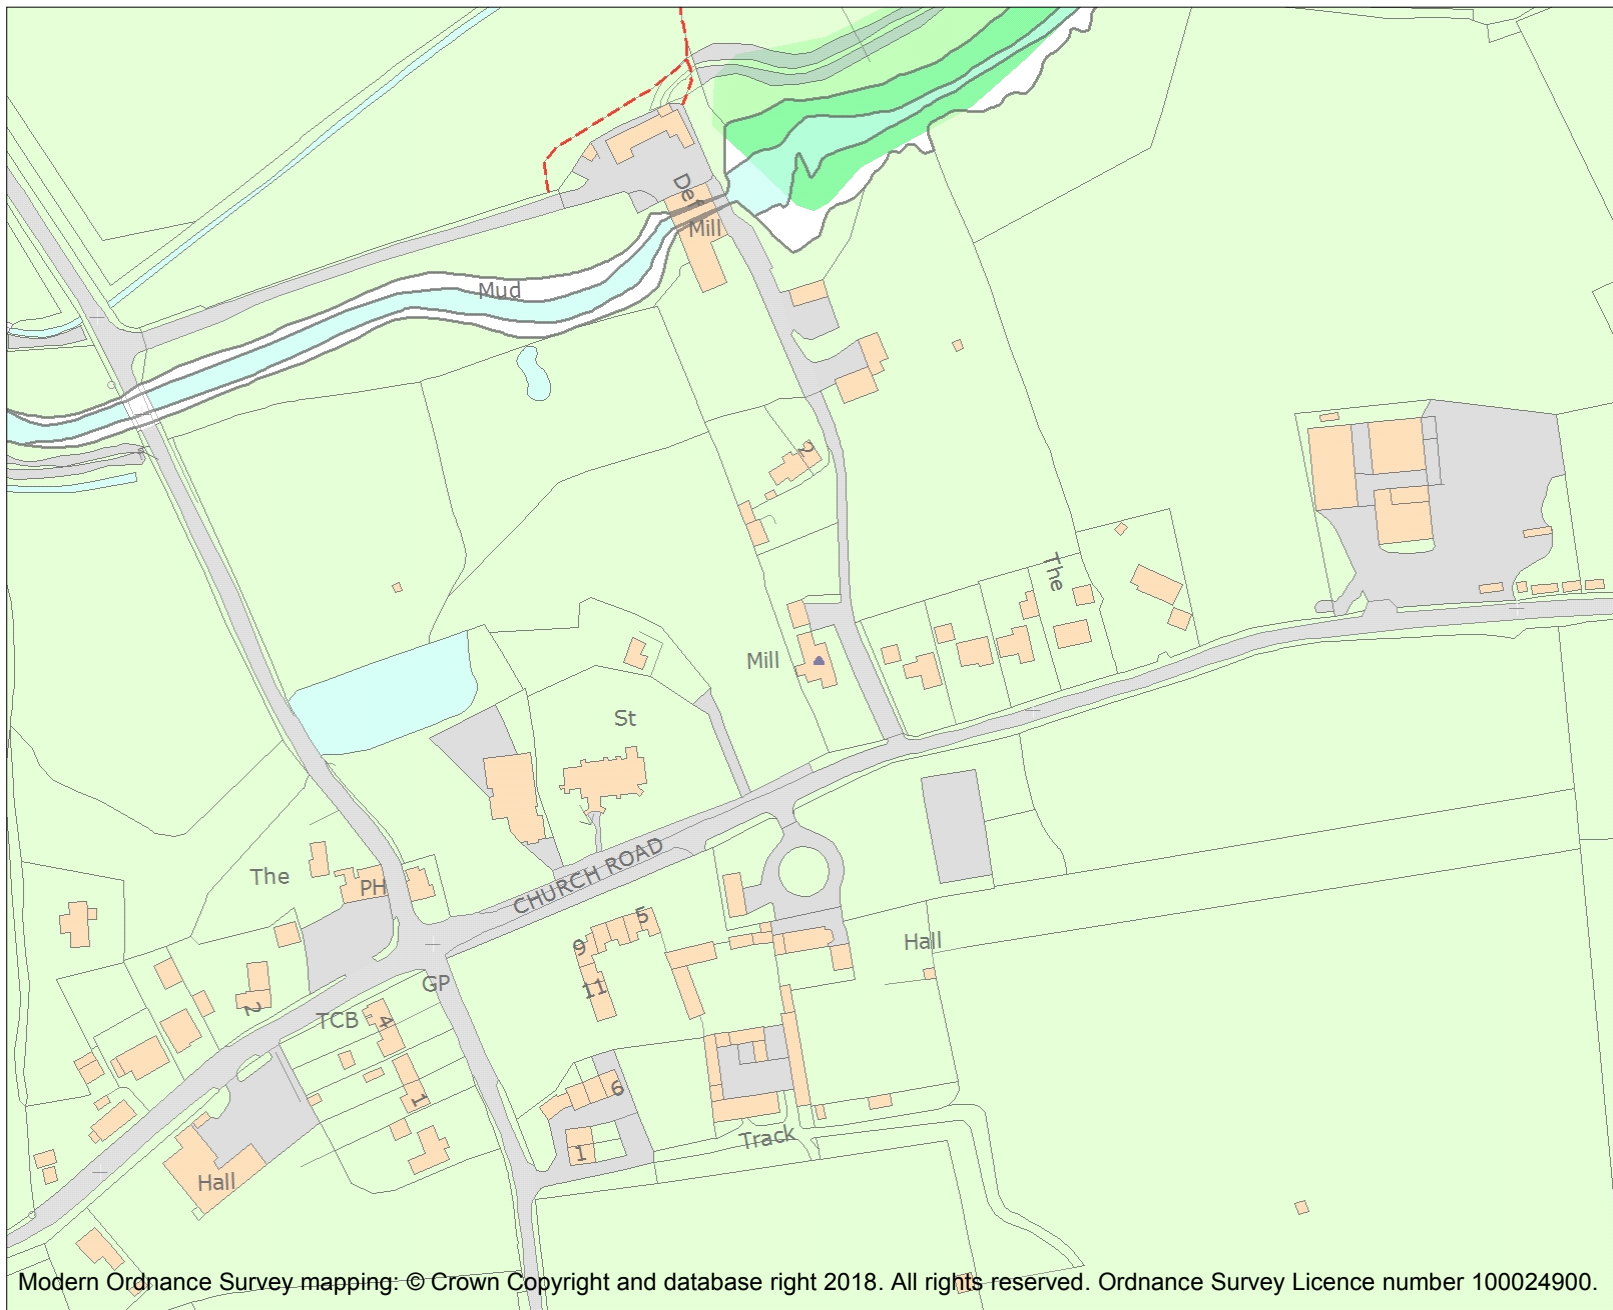 Def
Mill
Mud
2
The
Mill
St
CHURCH ROAD
The
PH
5
9
11
Hall
GP
2
TCB
4
1
6
1
Track
Hall
Modern Ordnance Survey mapping: © Crown Copyright and database right 2018. All rights reserved. Ordnance Survey Licence number 100024900.